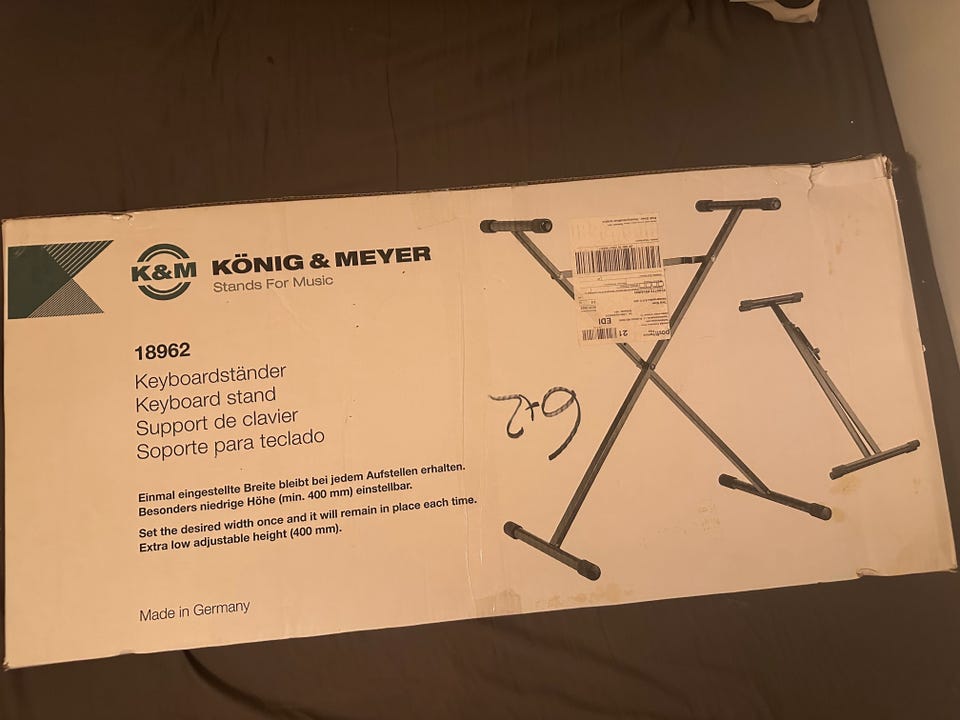 K&M
KÖNIG & MEYER
Stands For Music
18962
Keyboardständer
Keyboard stand
Support de clavier
Soporte para teclado
Einmal eingestellte Breite bleibt bei jedem Aufstellen erhalten.
Besonders niedrige Höhe (min. 400 mm) einstellbar.
Set the desired width once and it will remain in place each time.
Extra low adjustable height (400 mm).
Made in Germany
21
EDI